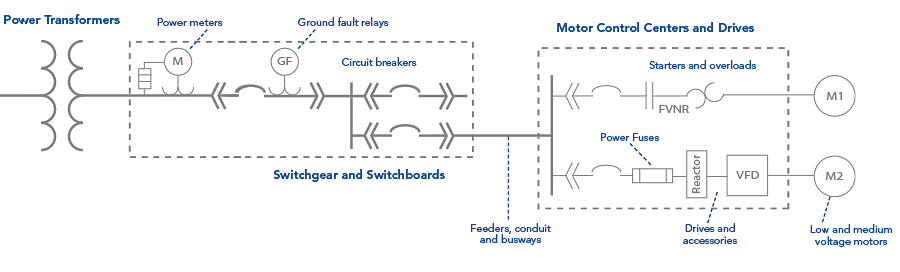 Power Transformers
Power meters
Ground fault relays
Motor Control Centers and Drives
M
GF
Circuit breakers
Starters and overloads
FVNR
M1
Power Fuses
Reactor
VFD
M2
Switchgear and Switchboards
Feeders, conduit
and busways
Drives and
accessories
Low and medium
voltage motors